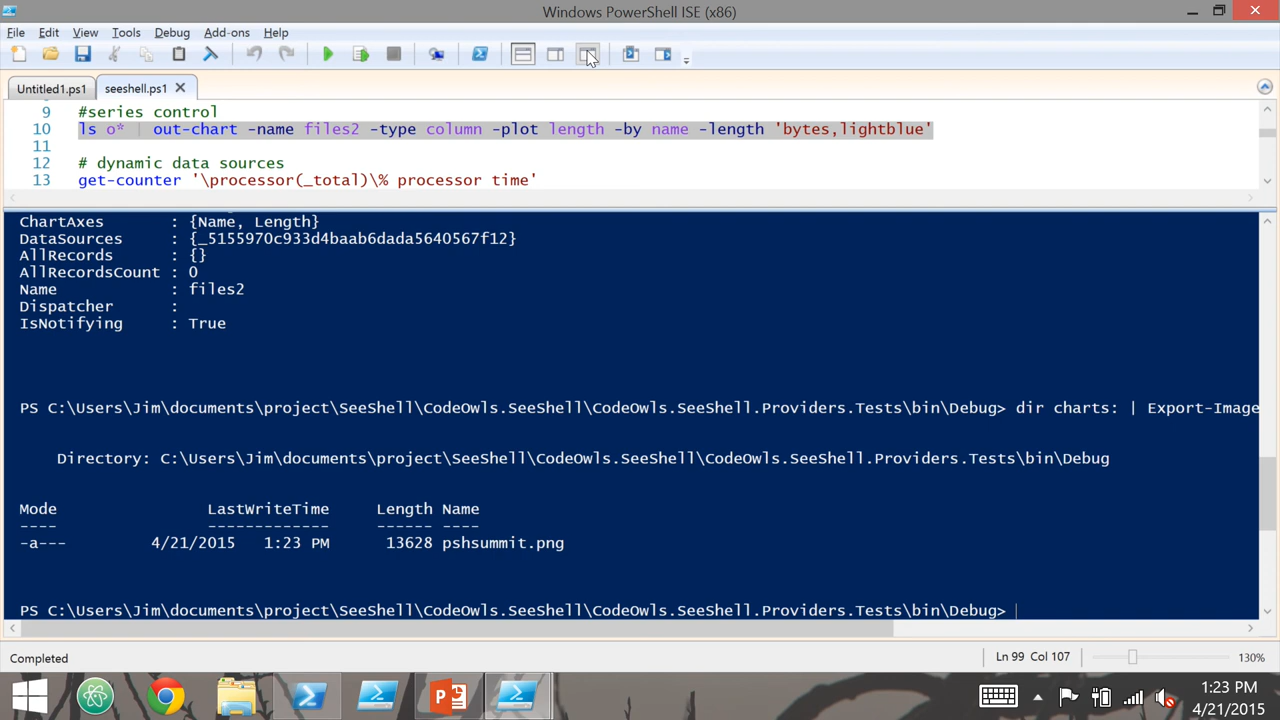 Windows PowerShell ISE (x86)
File Edit View Tools Debug Add-ons Help
Untitled1.ps1 seeshell.ps1
9 #series control
10 ls o* | out-chart -name files2 -type column -plot length -by name -length 'bytes,lightblue'
11
12 # dynamic data sources
13 get-counter '\processor(_total)\% processor time'
ChartAxes : {Name, Length}
DataSources : {_5155970c933d4baab6dada5640567f12}
AllRecords : {}
AllRecordsCount : 0
Name : files2
Dispatcher :
IsNotifying : True
PS C:\Users\Jim\documents\project\SeeShell\CodeOwls.SeeShell\CodeOwls.SeeShell.Providers.Tests\bin\Debug> dir charts: | Export-Image
Directory: C:\Users\Jim\documents\project\SeeShell\CodeOwls.SeeShell\CodeOwls.SeeShell.Providers.Tests\bin\Debug
Mode LastWriteTime Length Name
---- ------------- ------ ----
-a--- 4/21/2015 1:23 PM 13628 pshsummit.png
PS C:\Users\Jim\documents\project\SeeShell\CodeOwls.SeeShell\CodeOwls.SeeShell.Providers.Tests\bin\Debug>
Completed Ln 99 Col 107 130%
1:23 PM
4/21/2015